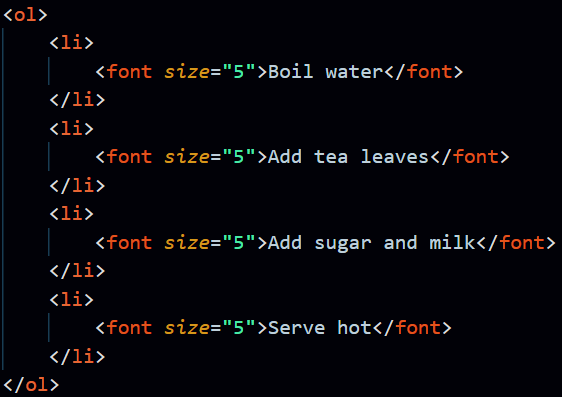 <ol>
    <li>
        <font size="5">Boil water</font>
    </li>
    <li>
        <font size="5">Add tea leaves</font>
    </li>
    <li>
        <font size="5">Add sugar and milk</font>
    </li>
    <li>
        <font size="5">Serve hot</font>
    </li>
</ol>